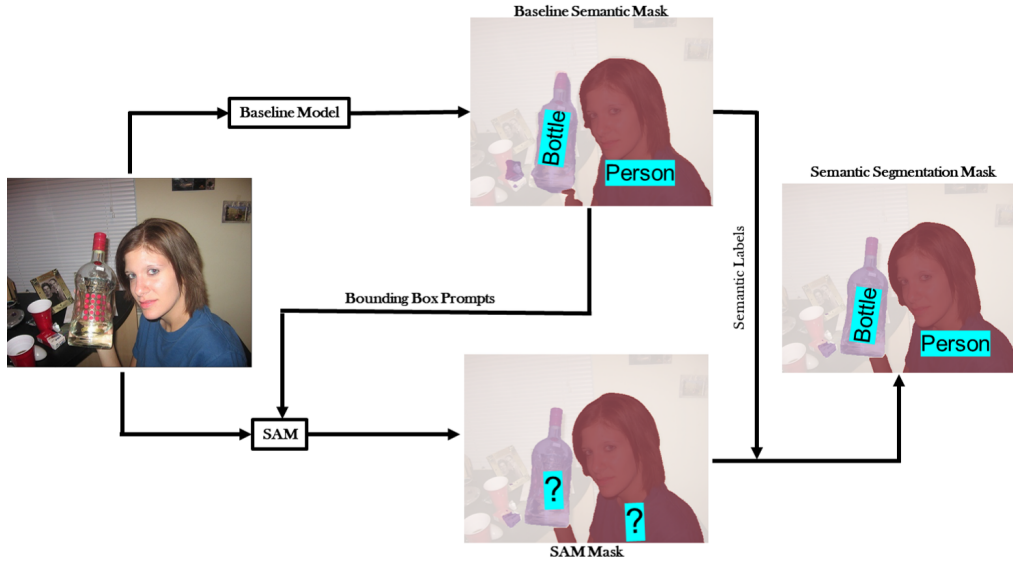 Baseline Semantic Mask
Baseline Model
Bottle
Person
Semantic Segmentation Mask
Semantic Labels
Bounding Box Prompts
Bottle
Person
SAM
?
?
SAM Mask